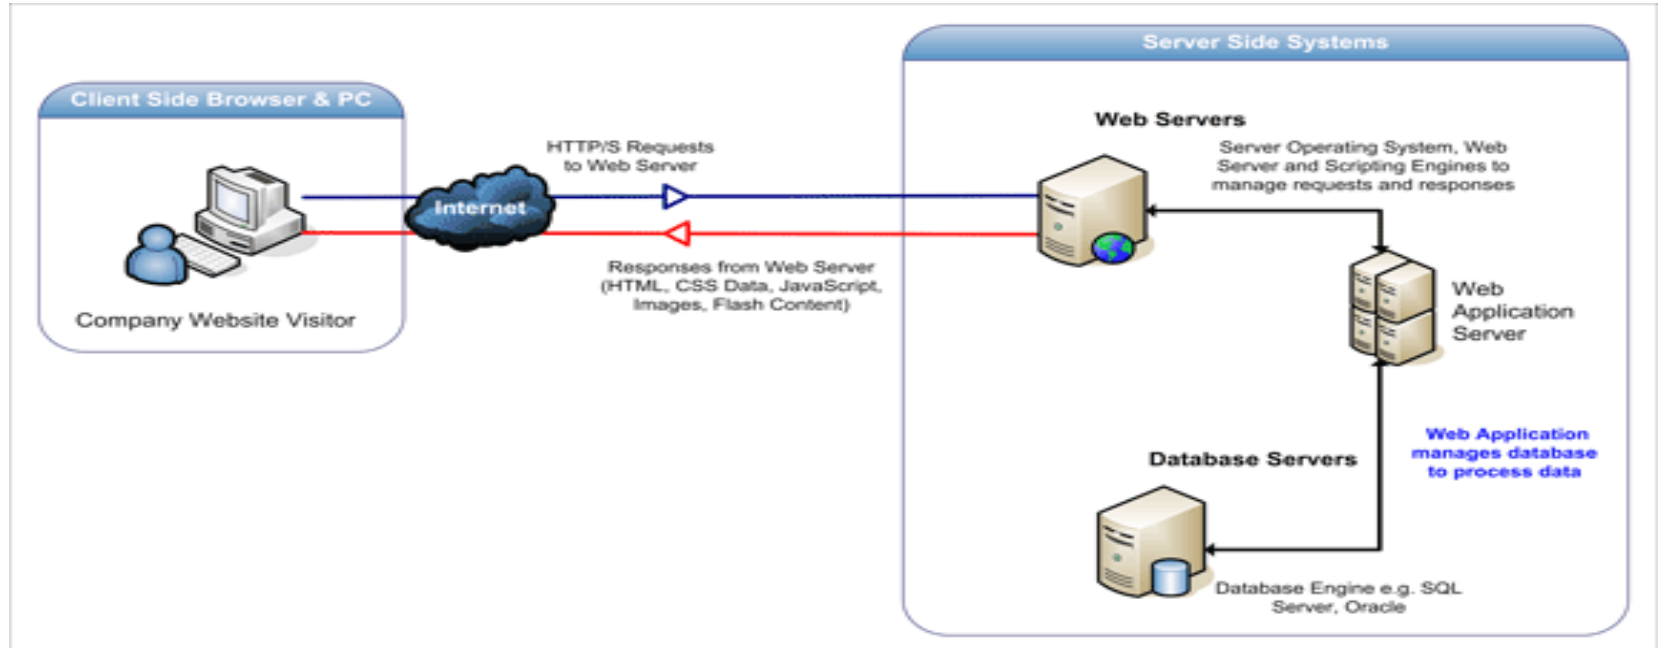 Server Side Systems
Client Side Browser & PC
Web Servers
HTTP/S Requests
to Web Server
Server Operating System, Web
Server and Scripting Engines to
manage requests and responses
Internet
Responses from Web Server
(HTML, CSS Data, JavaScript,
Images, Flash Content)
Company Website Visitor
Web
Application
Server
Web Application
manages database
to process data
Database Servers
Database Engine e.g. SQL
Server, Oracle